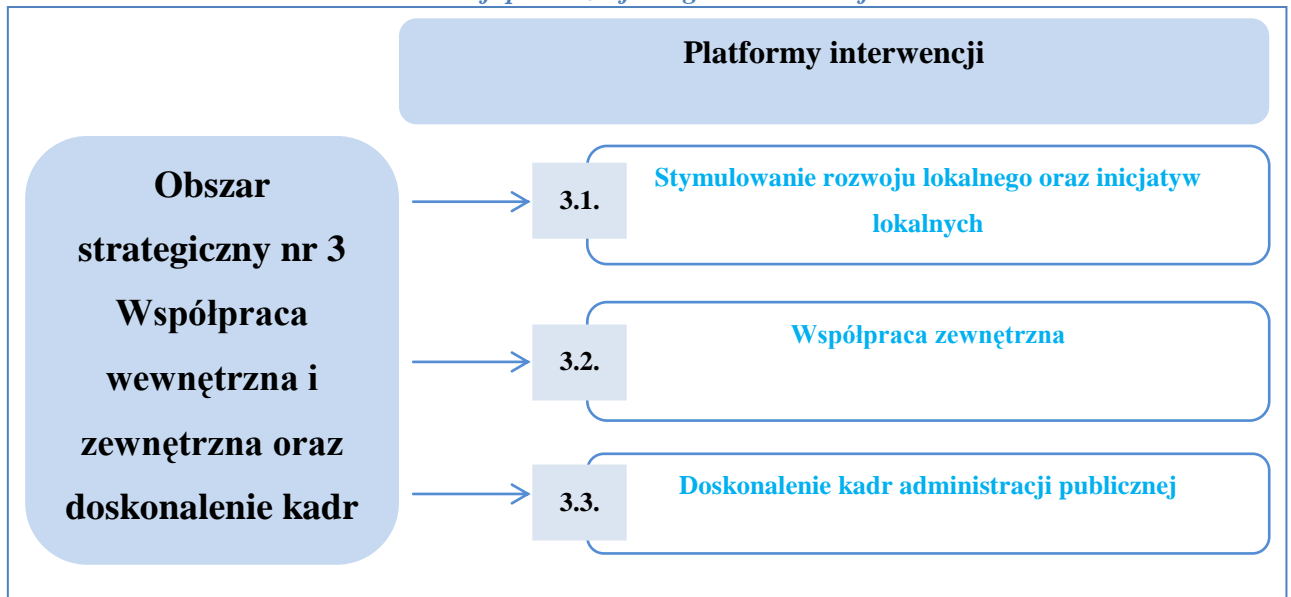 Platformy interwencji
Obszar
strategiczny nr 3
Współpraca
wewnętrzna i
zewnętrzna oraz
doskonalenie kadr
3.1.
Stymulowanie rozwoju lokalnego oraz inicjatyw
lokalnych
3.2.
Współpraca zewnętrzna
3.3.
Doskonalenie kadr administracji publicznej